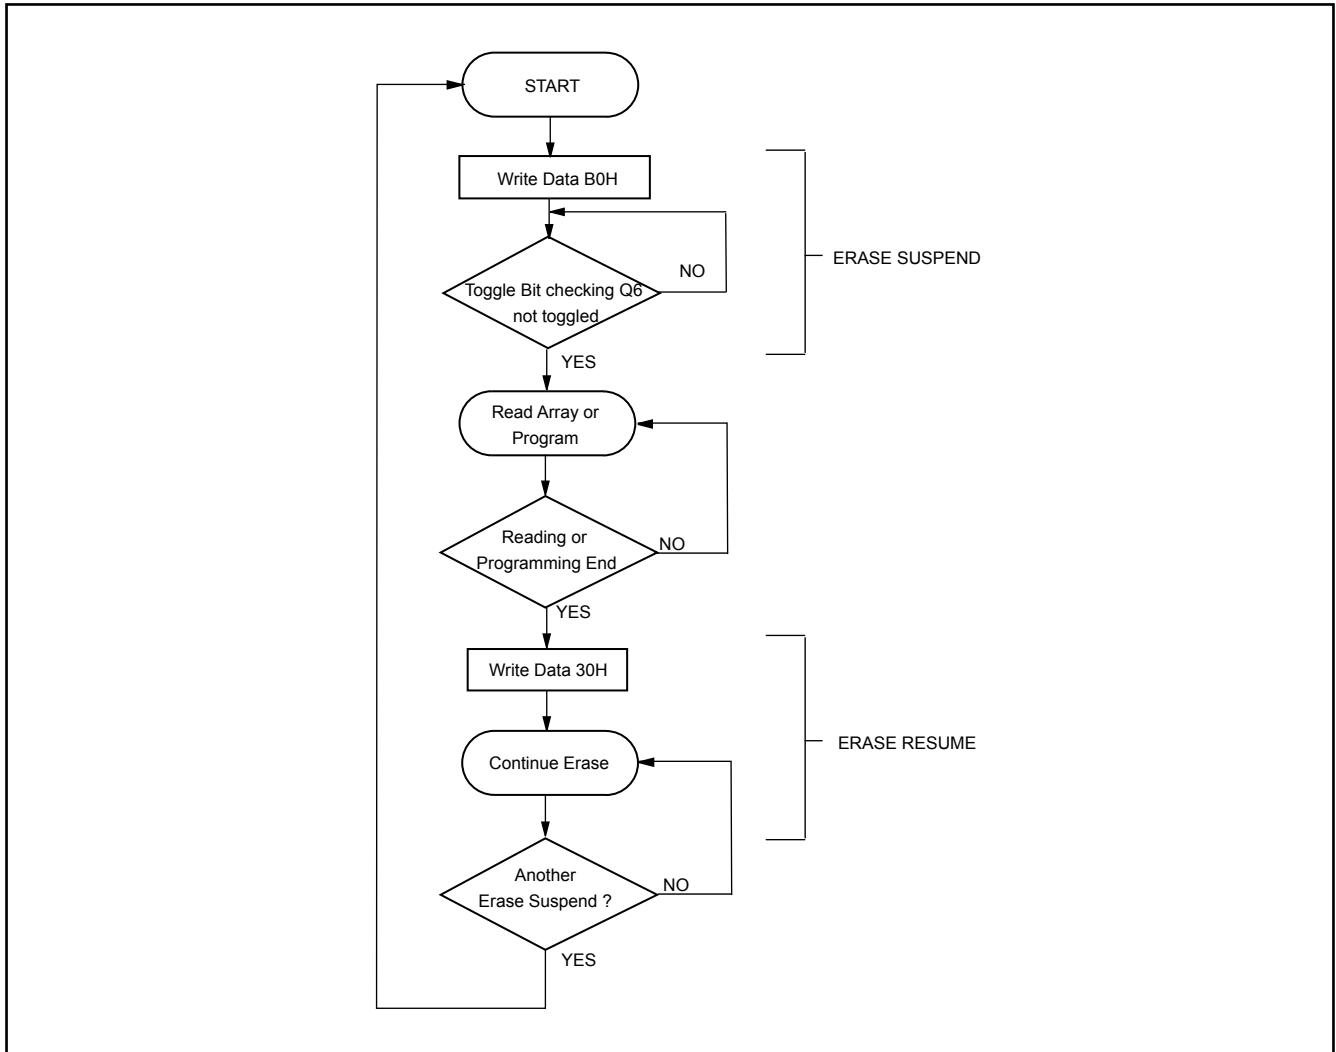 START
Write Data B0H
ERASE SUSPEND
NO
Toggle Bit checking Q6
not toggled
YES
Read Array or
Program
Reading or
Programming End
NO
YES
Write Data 30H
ERASE RESUME
Continue Erase
Another
Erase Suspend ?
NO
YES